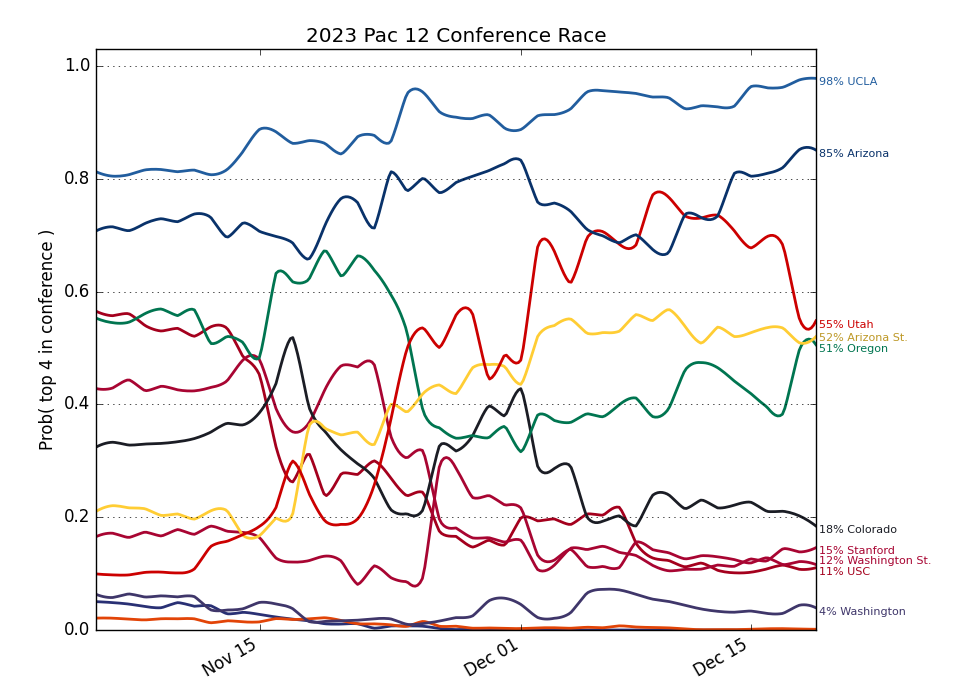 2023 Pac 12 Conference Race
Prob( top 4 in conference )
1.0
0.8
0.6
0.4
0.2
0.0
Nov 15
Dec 01
Dec 15
98% UCLA
85% Arizona
55% Utah
52% Arizona St.
51% Oregon
18% Colorado
15% Stanford
12% Washington St.
11% USC
4% Washington